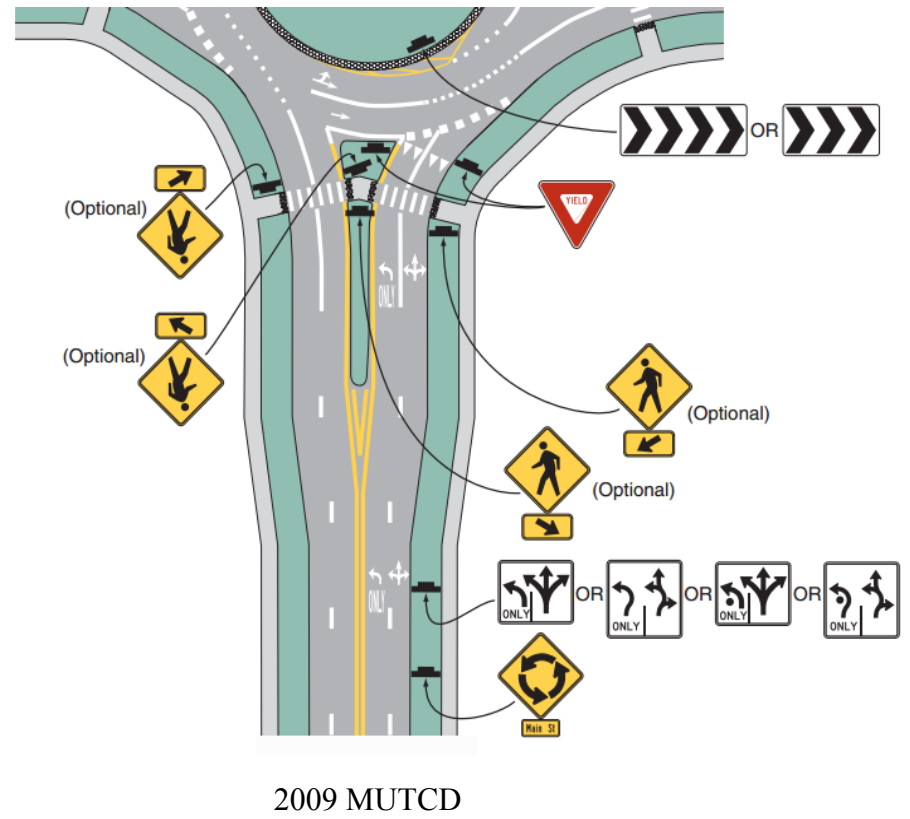 OR
YIELD
(Optional)
ONLY
(Optional)
(Optional)
(Optional)
ONLY
ONLY
OR
ONLY
OR
ONLY
OR
ONLY
Main St
2009 MUTCD